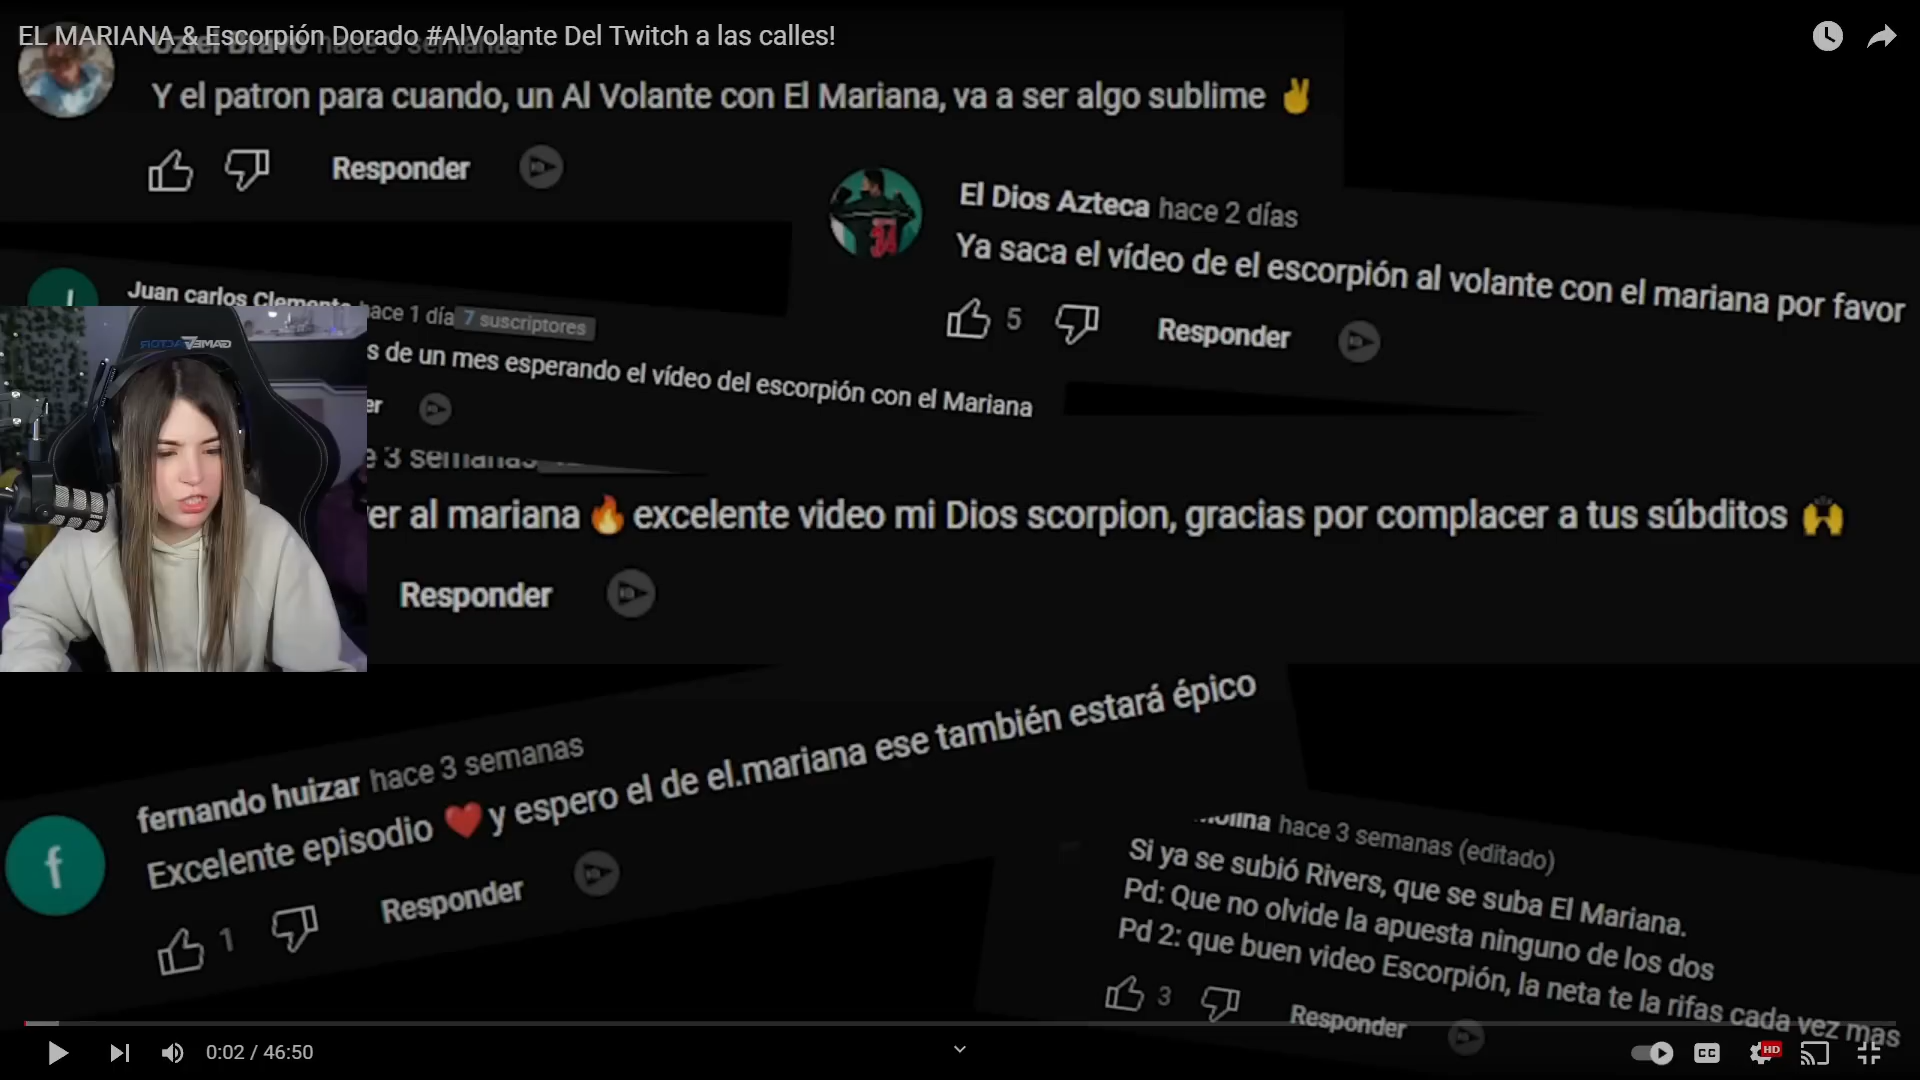 EL MARIANA & Escorpión Dorado #AlVolante Del Twitch a las calles!
Y el patron para cuando, un Al Volante con El Mariana, va a ser algo sublime ✌
Responder
El Dios Azteca hace 2 días
Ya saca el vídeo de el escorpión al volante con el mariana por favor
5 Responder
Juan carlos hace 1 día 7 suscriptores
de un mes esperando el vídeo del escorpión con el Mariana
3 semanas
al mariana 🔥 excelente video mi Dios scorpion, gracias por complacer a tus súbditos 🙌
Responder
fernando huizar hace 3 semanas
Excelente episodio ❤ y espero el de el.mariana ese también estará épico
1 Responder
hace 3 semanas (editado)
Si ya se subió Rivers, que se suba El Mariana.
Pd: Que no olvide la apuesta ninguno de los dos
Pd 2: que buen video Escorpión, la neta te la rifas cada vez mas
3 Responder
0:02 / 46:50
CC
HD